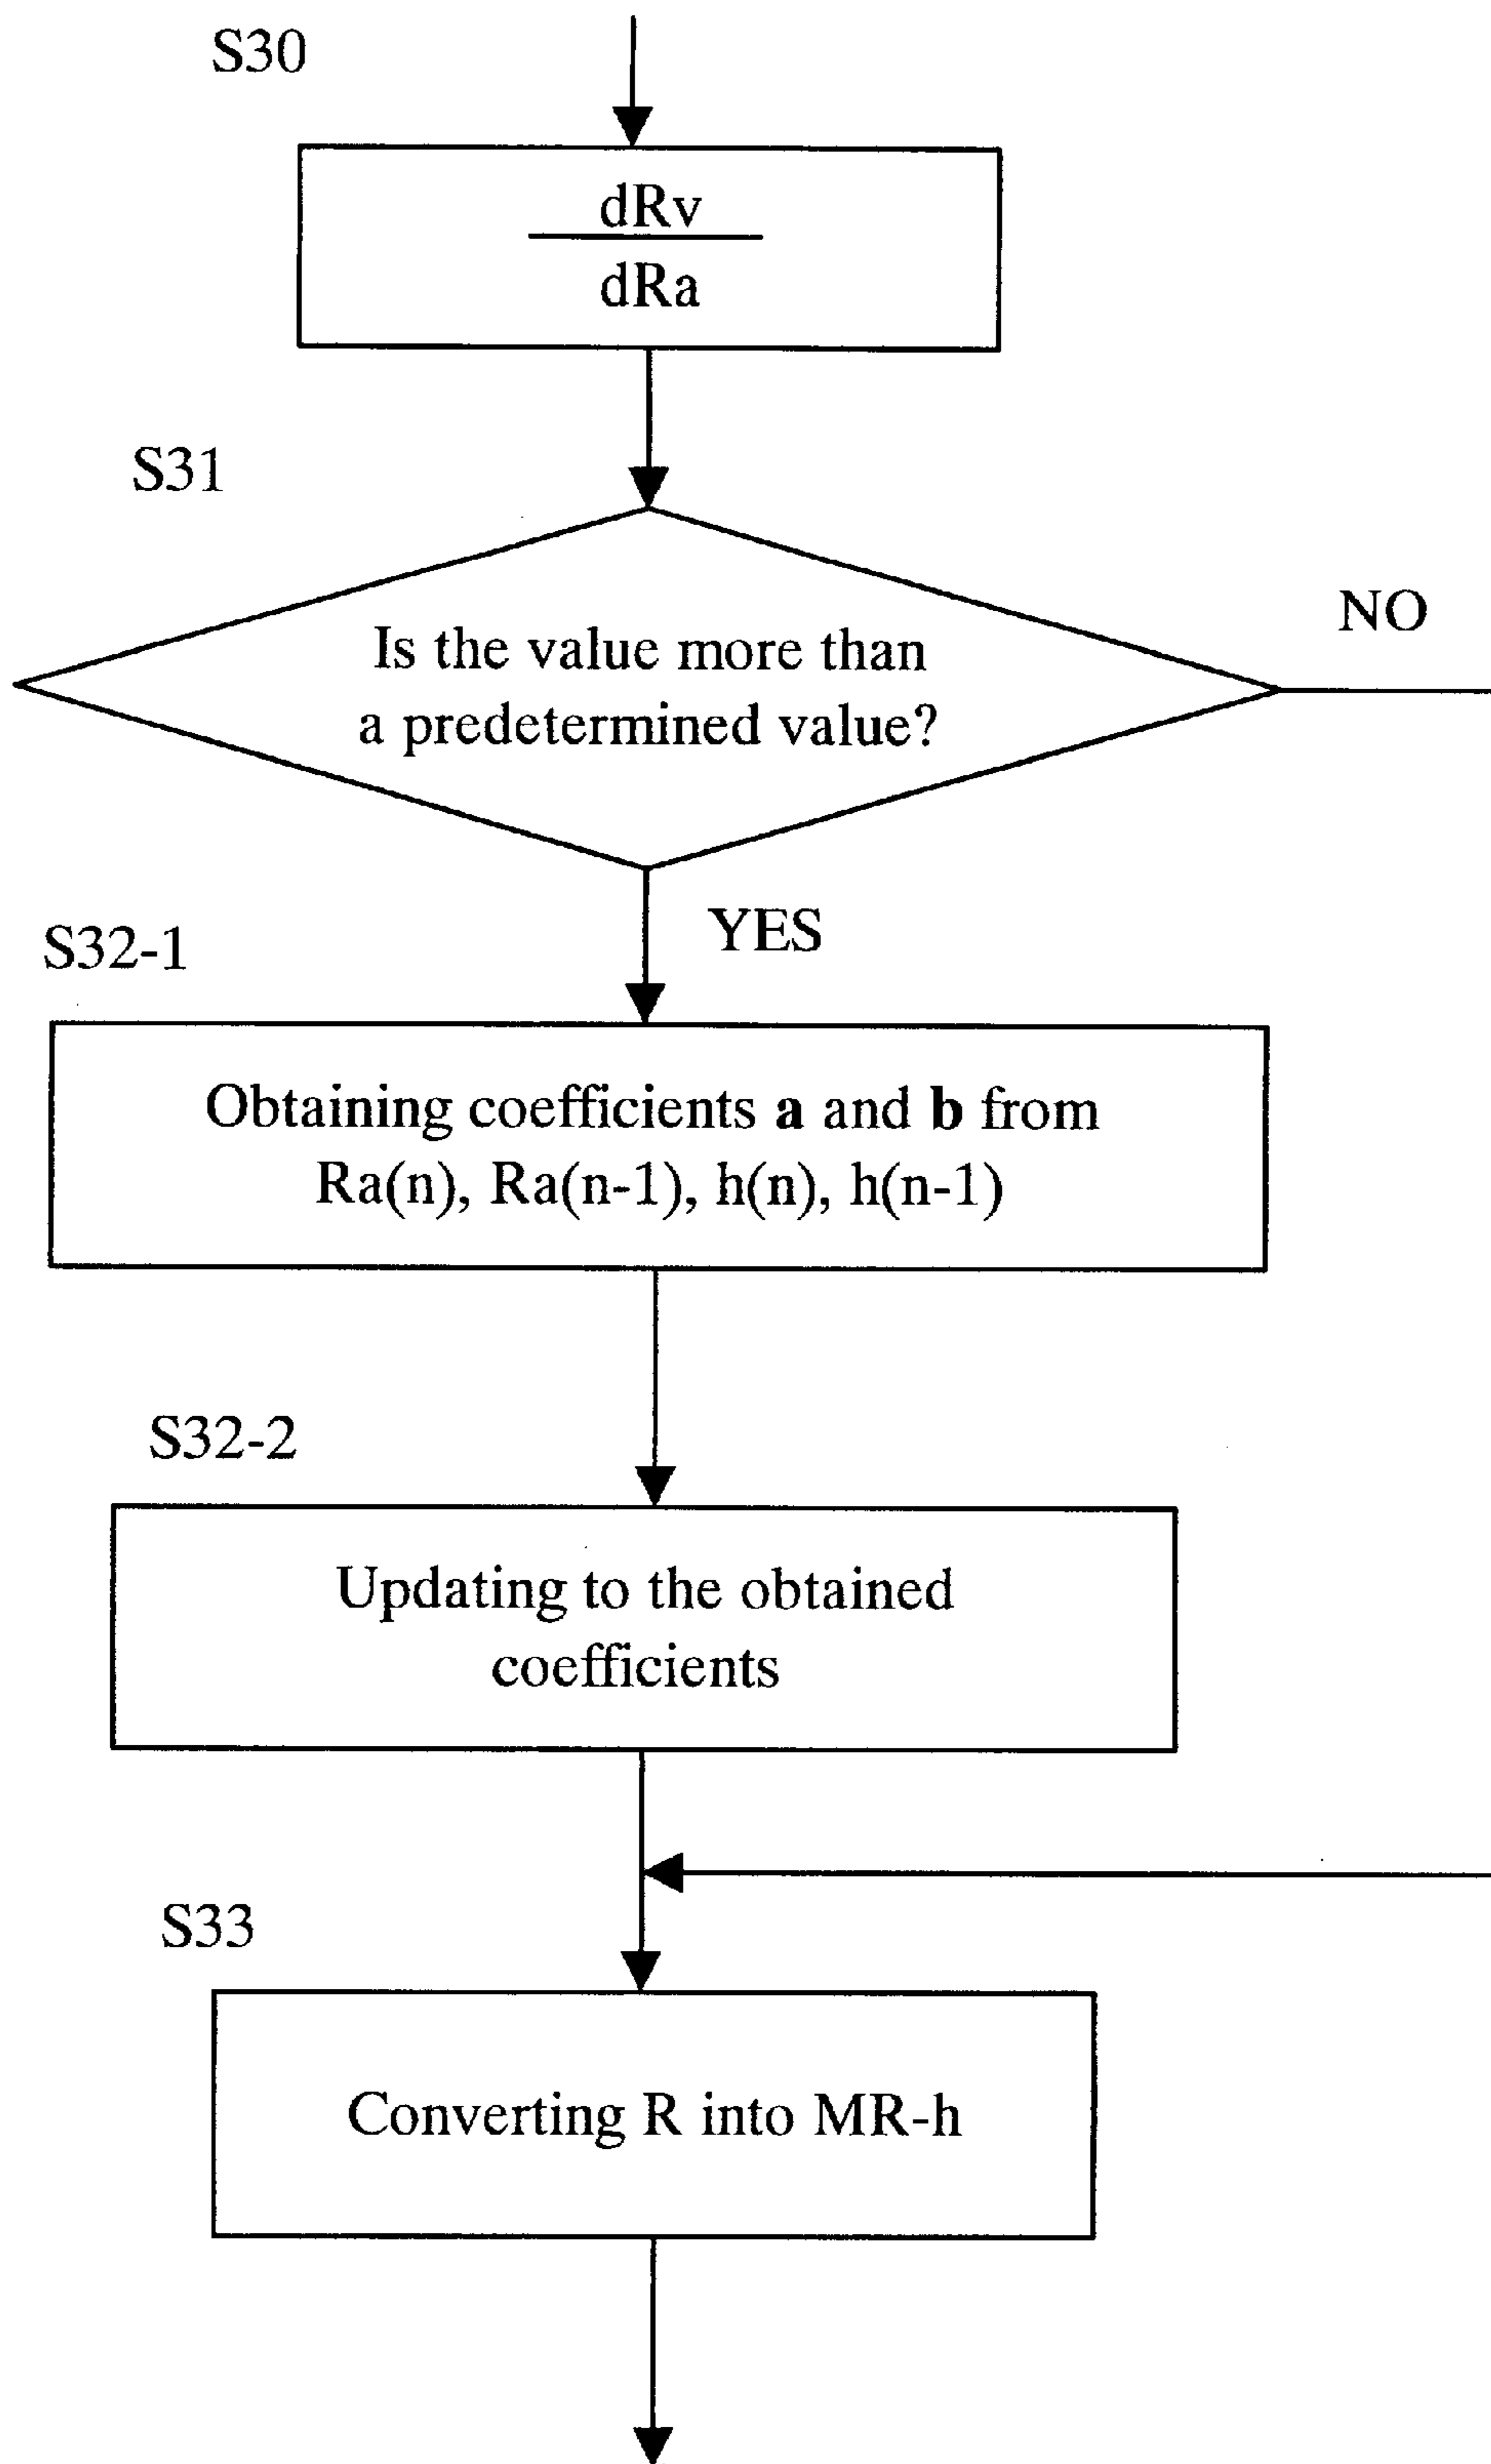 S30
dRv
dRa
S31
NO
Is the value more than
a predetermined value?
YES
S32-1
Obtaining coefficients a and b from
Ra(n), Ra(n-1), h(n), h(n-1)
S32-2
Updating to the obtained
coefficients
S33
Converting R into MR-h